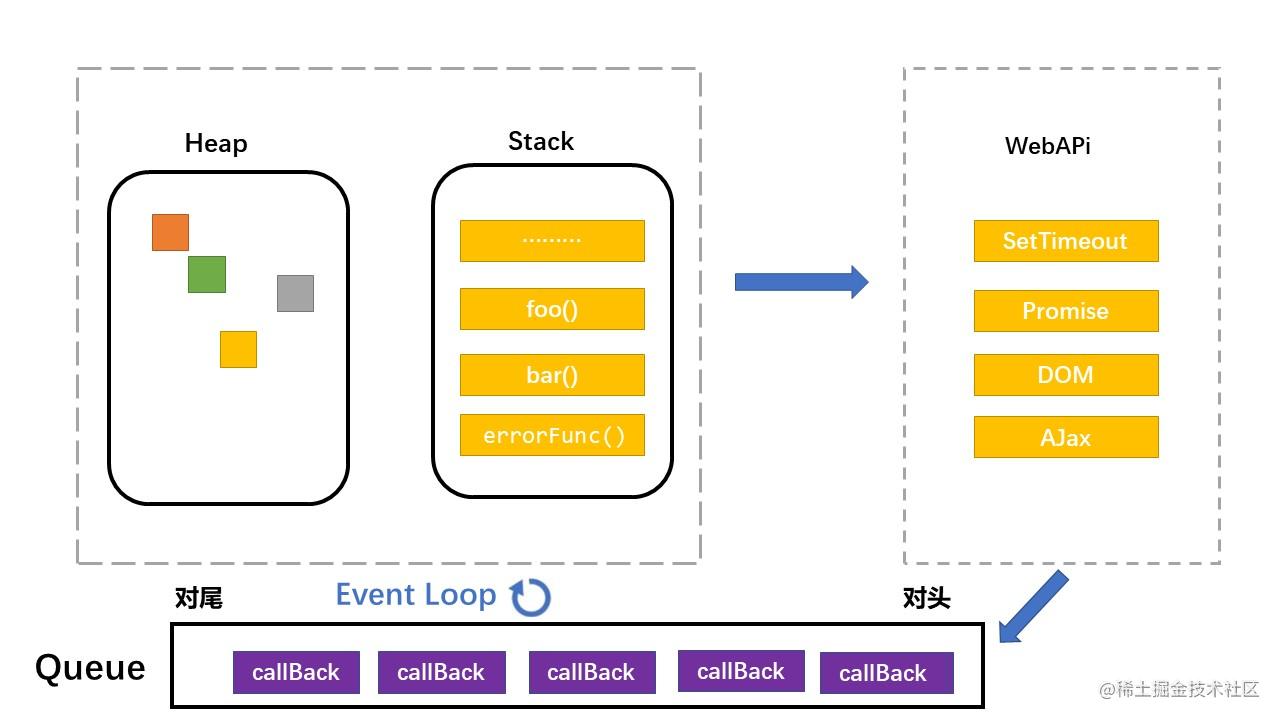 Heap
Stack
WebAPi
.........
foo()
bar()
errorFunc()
SetTimeout
Promise
DOM
AJax
对尾
Event Loop
对头
Queue
callBack
callBack
callBack
callBack
callBack
@稀土掘金技术社区